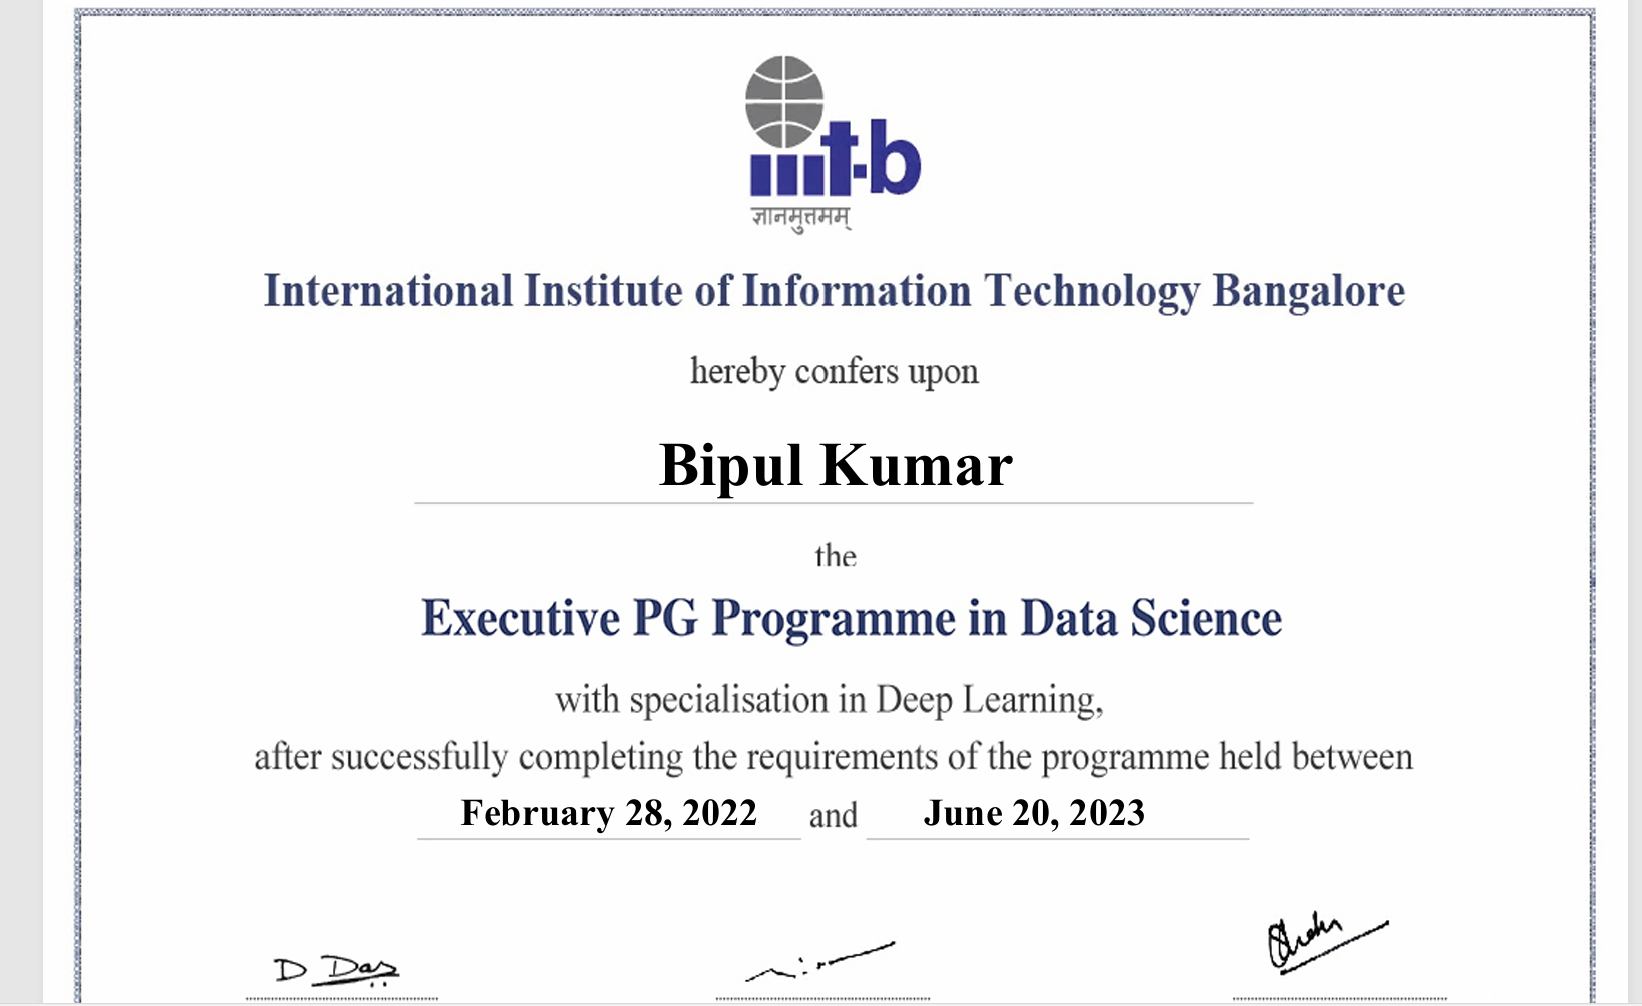 iiit-b
ज्ञानमुत्तमम्
International Institute of Information Technology Bangalore
hereby confers upon
Bipul Kumar
the
Executive PG Programme in Data Science
with specialisation in Deep Learning,
after successfully completing the requirements of the programme held between
February 28, 2022 and June 20, 2023
D Das